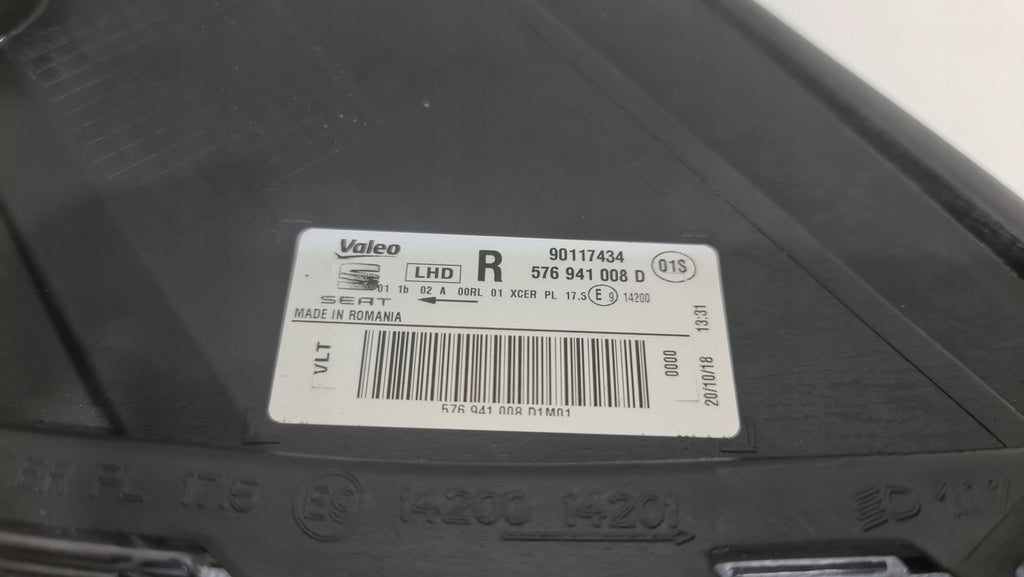 Valeo
LHD R 90117434
576 941 008 D 01S
01 1b 02 A 00RL 01 XCER PL 17.5 E9 14200
SEAT
MADE IN ROMANIA
VLT
0000
20/10/18 13:31
576 941 008 D1M01
ER PL 17.5 E9 14200 14201